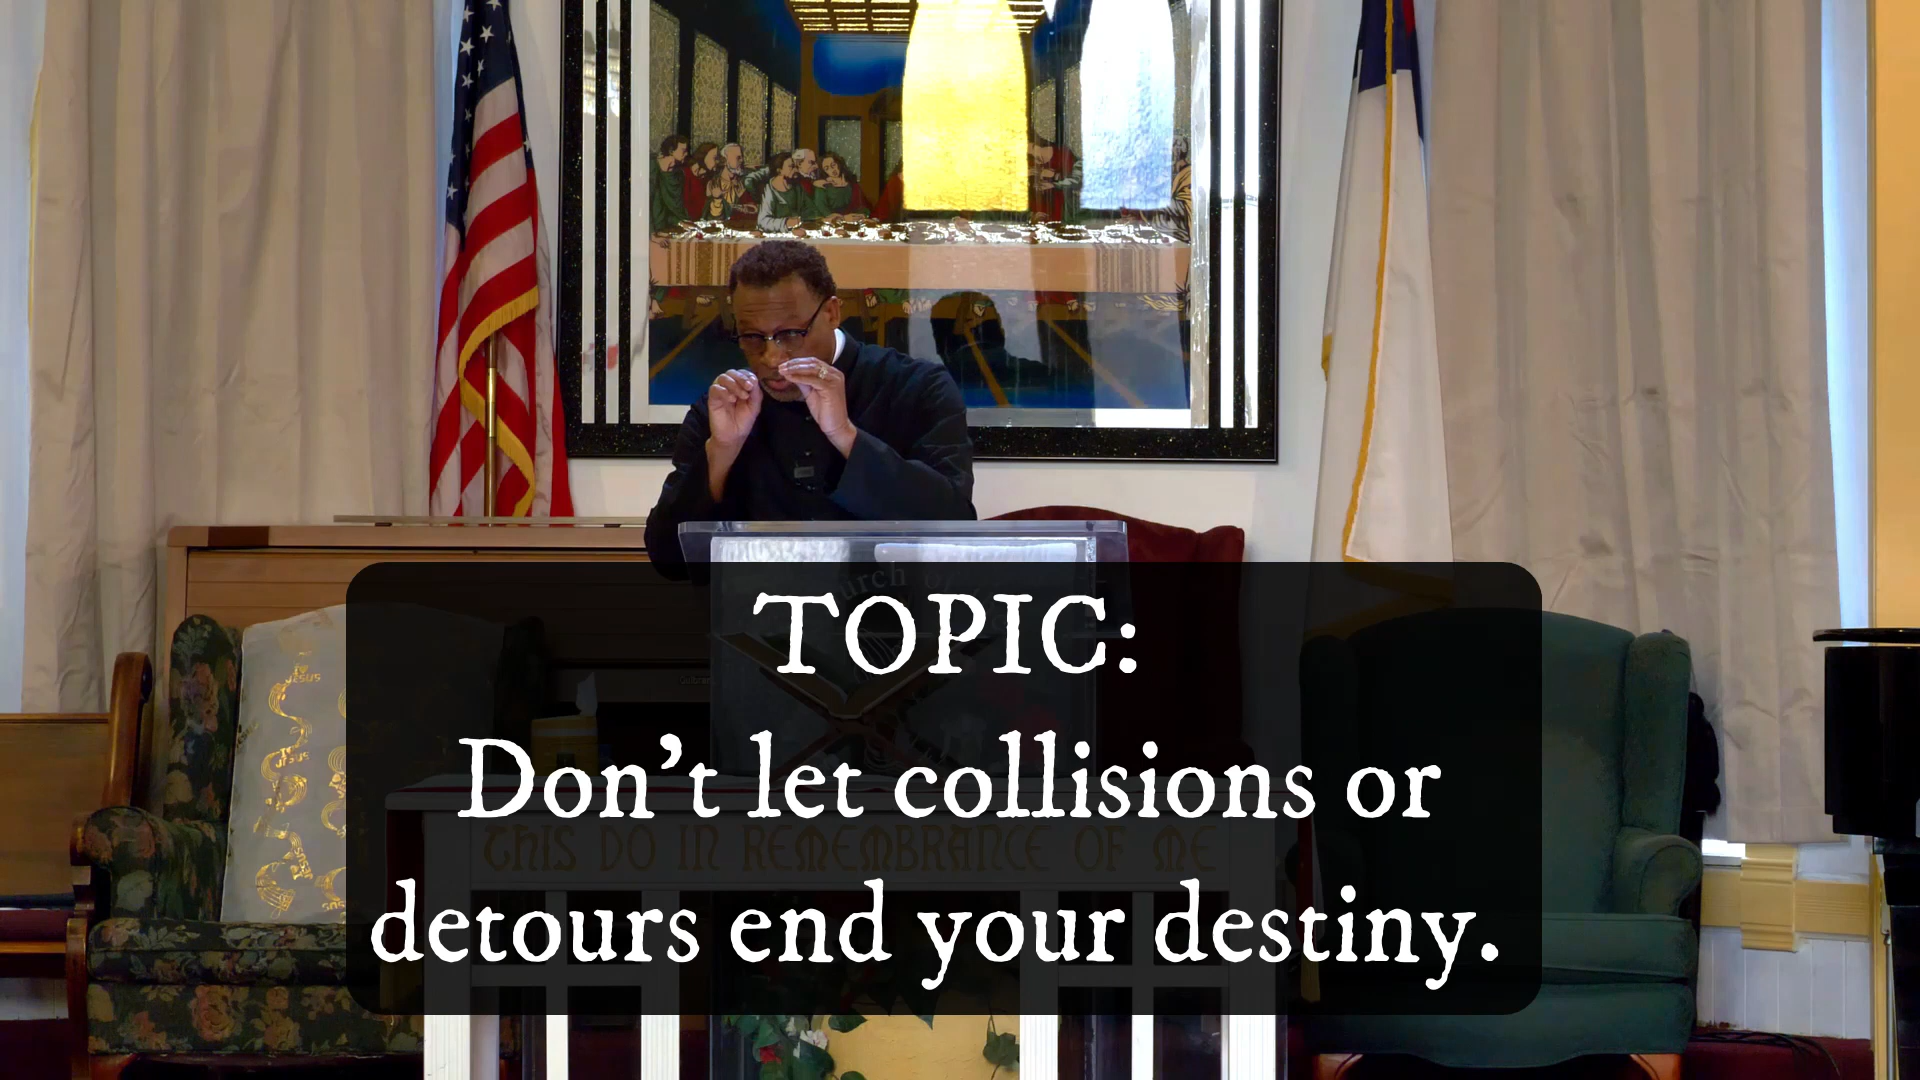 TOPIC:
Don't let collisions or
THIS DO IN REMEMBRANCE OF ME
detours end your destiny.